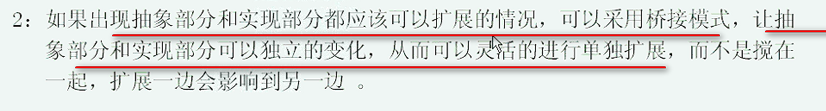 2：如果出现抽象部分和实现部分都应该可以扩展的情况，可以采用桥接模式，让抽
象部分和实现部分可以独立的变化，从而可以灵活的进行单独扩展，而不是搅在
一起，扩展一边会影响到另一边 。